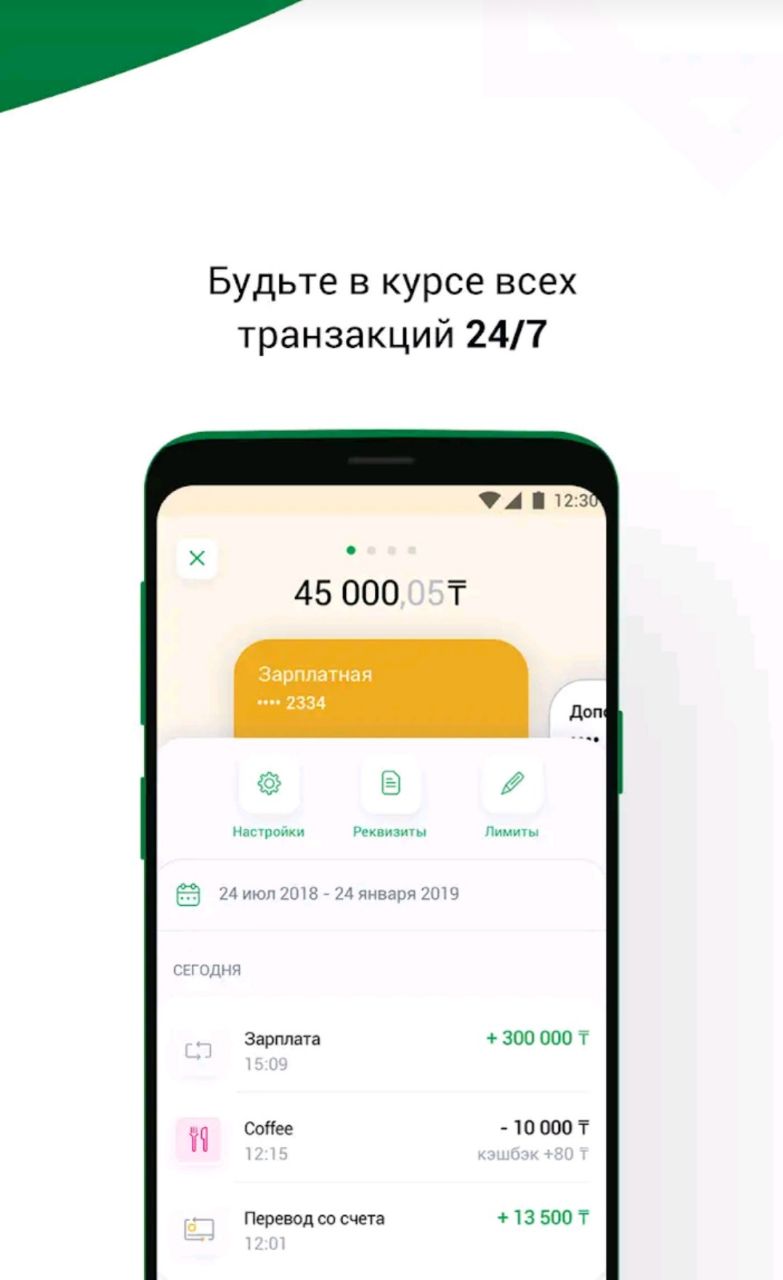 Будьте в курсе всех
транзакций 24/7
12:30
45 000,05₸
Зарплатная
•••• 2334
Допо
••••
Настройки
Реквизиты
Лимиты
24 июл 2018 - 24 января 2019
СЕГОДНЯ
Зарплата
+ 300 000 ₸
15:09
Coffee
- 10 000 ₸
12:15
кэшбэк +80 ₸
Перевод со счета
+ 13 500 ₸
12:01